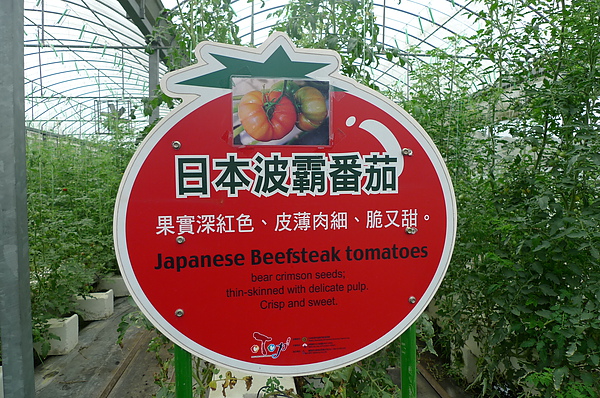 日本波霸番茄
果實深紅色、皮薄肉細、脆又甜。
Japanese Beefsteak tomatoes
bear crimson seeds;
thin-skinned with delicate pulp.
Crisp and sweet.